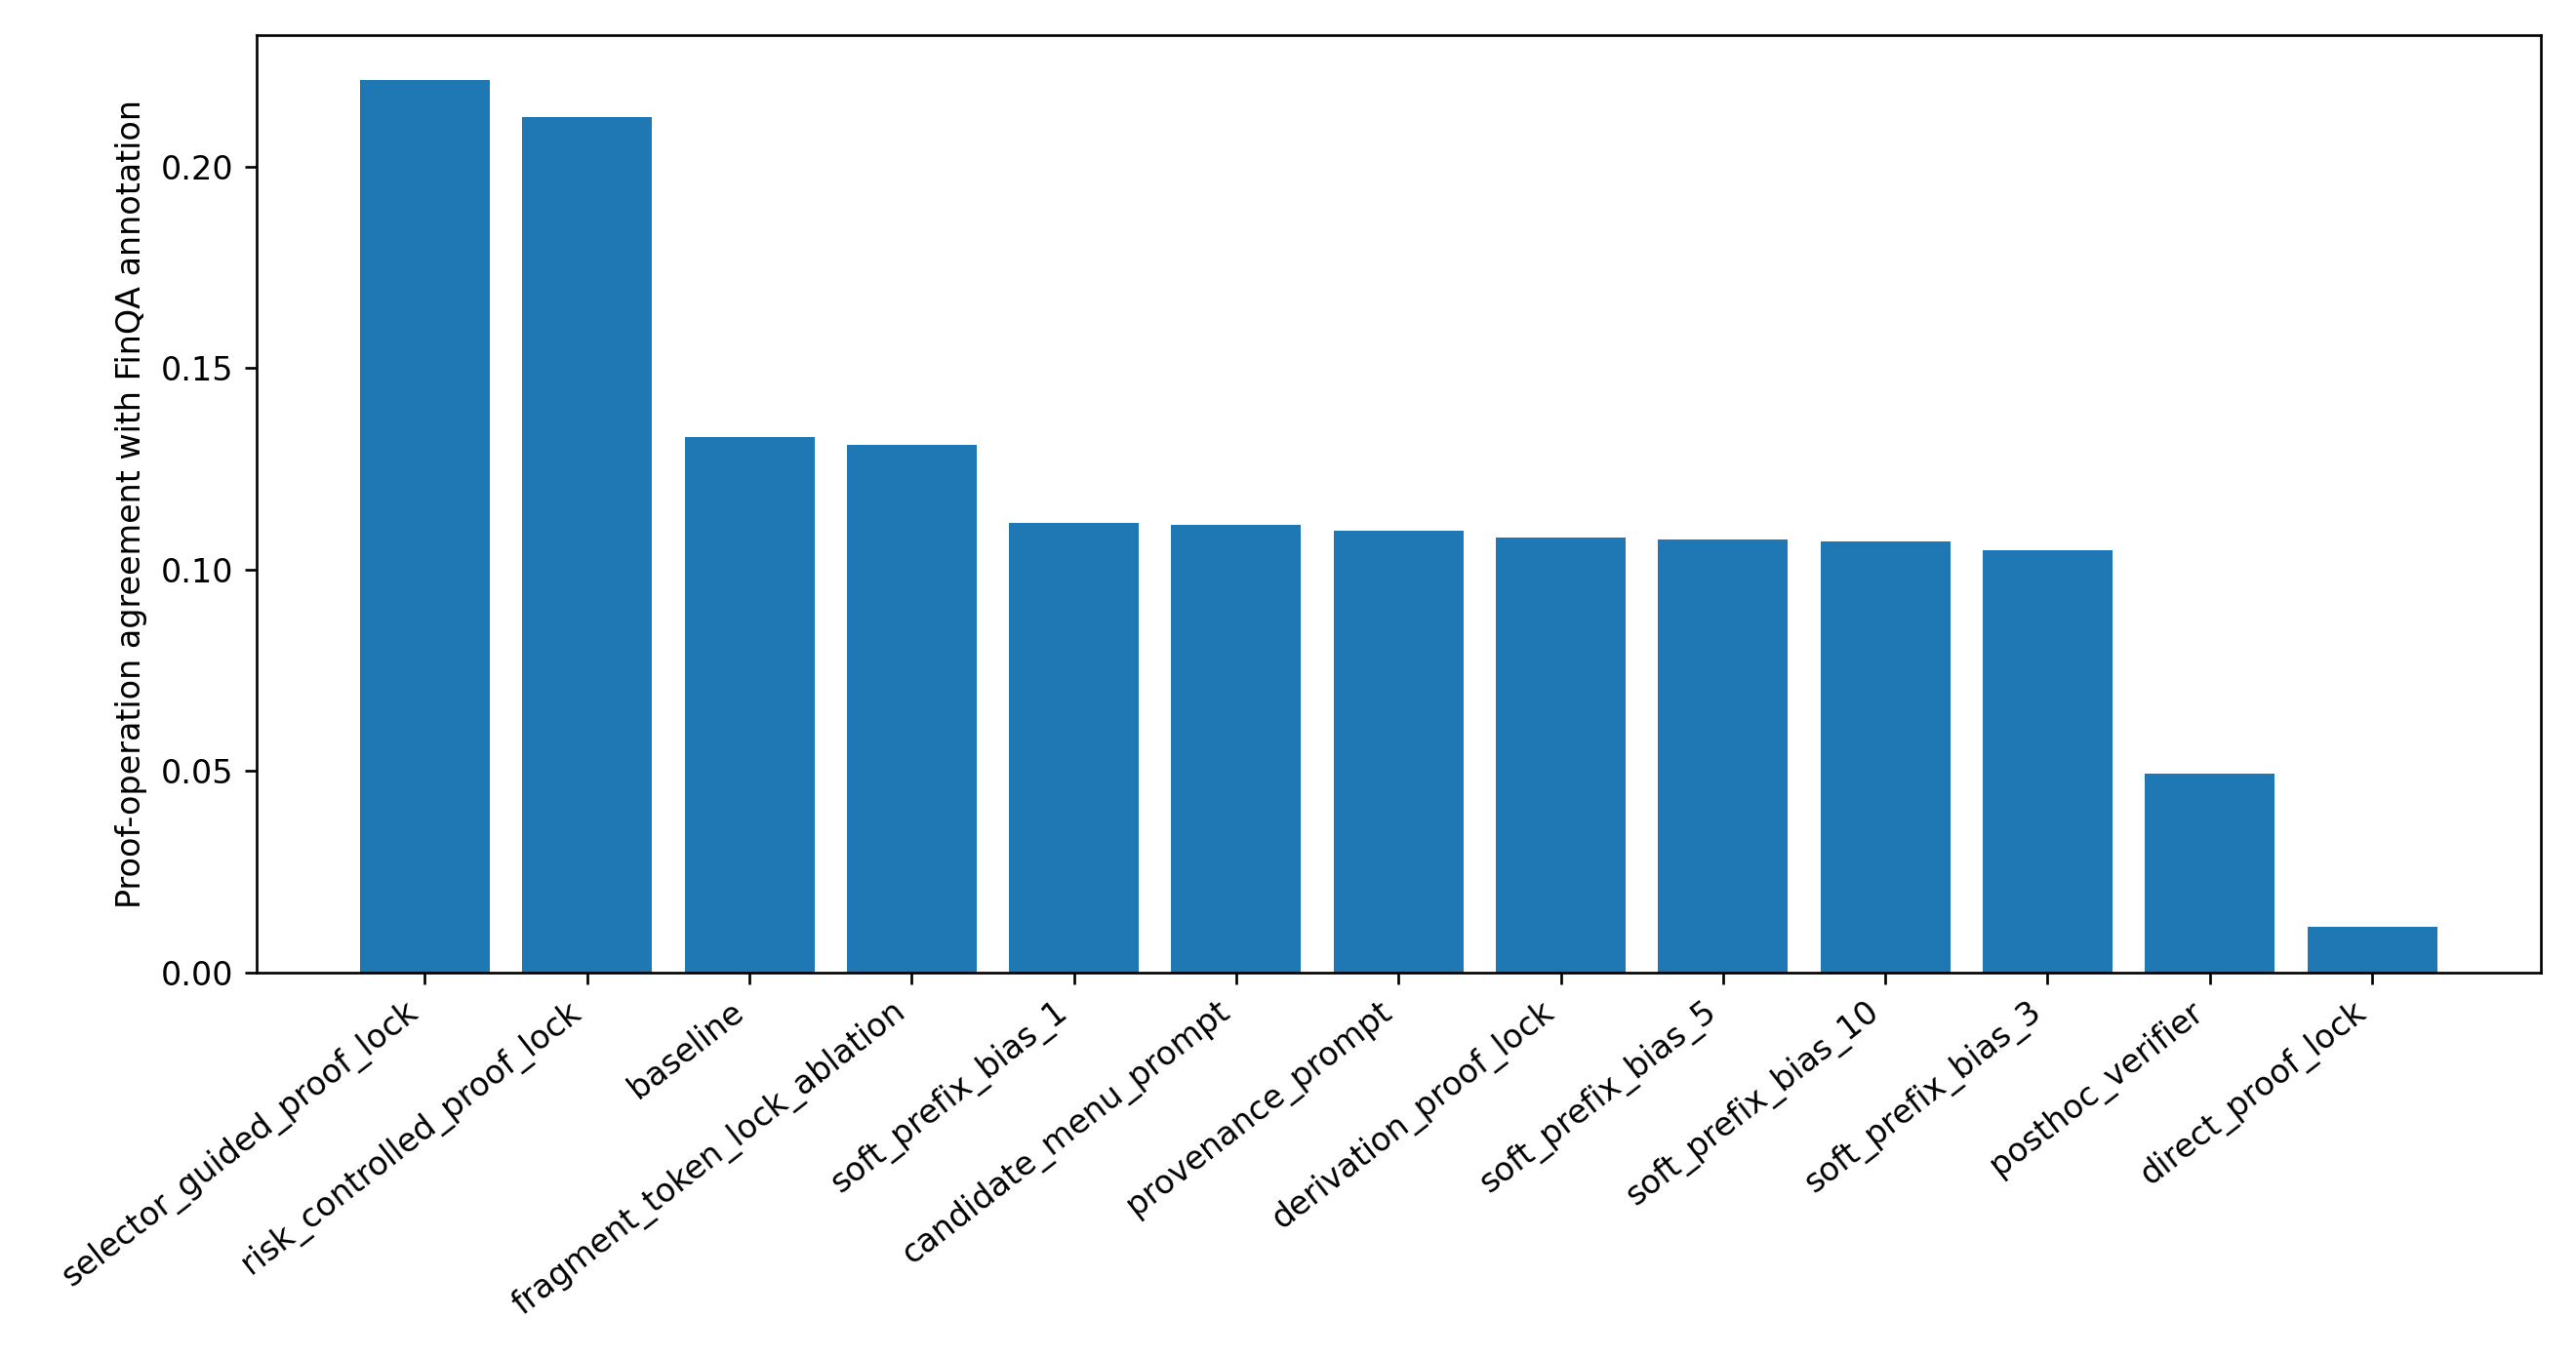 Proof-operation agreement with FinQA annotation
0.20
0.15
0.10
0.05
0.00
selector_guided_proof_lock
risk_controlled_proof_lock
baseline
fragment_token_lock_ablation
soft_prefix_bias_1
candidate_menu_prompt
provenance_prompt
derivation_proof_lock
soft_prefix_bias_5
soft_prefix_bias_10
soft_prefix_bias_3
posthoc_verifier
direct_proof_lock